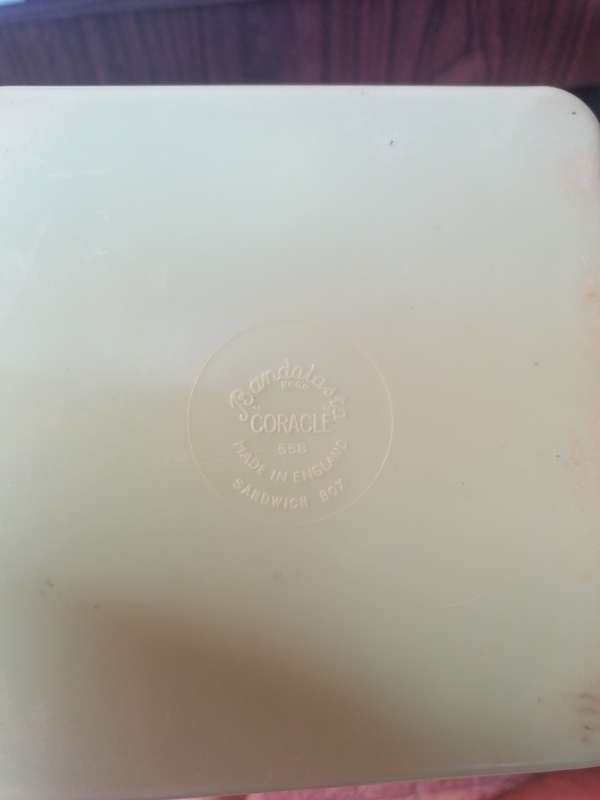 Bandalasta
REGD
CORACLE
558
MADE IN ENGLAND
SANDWICH BOX